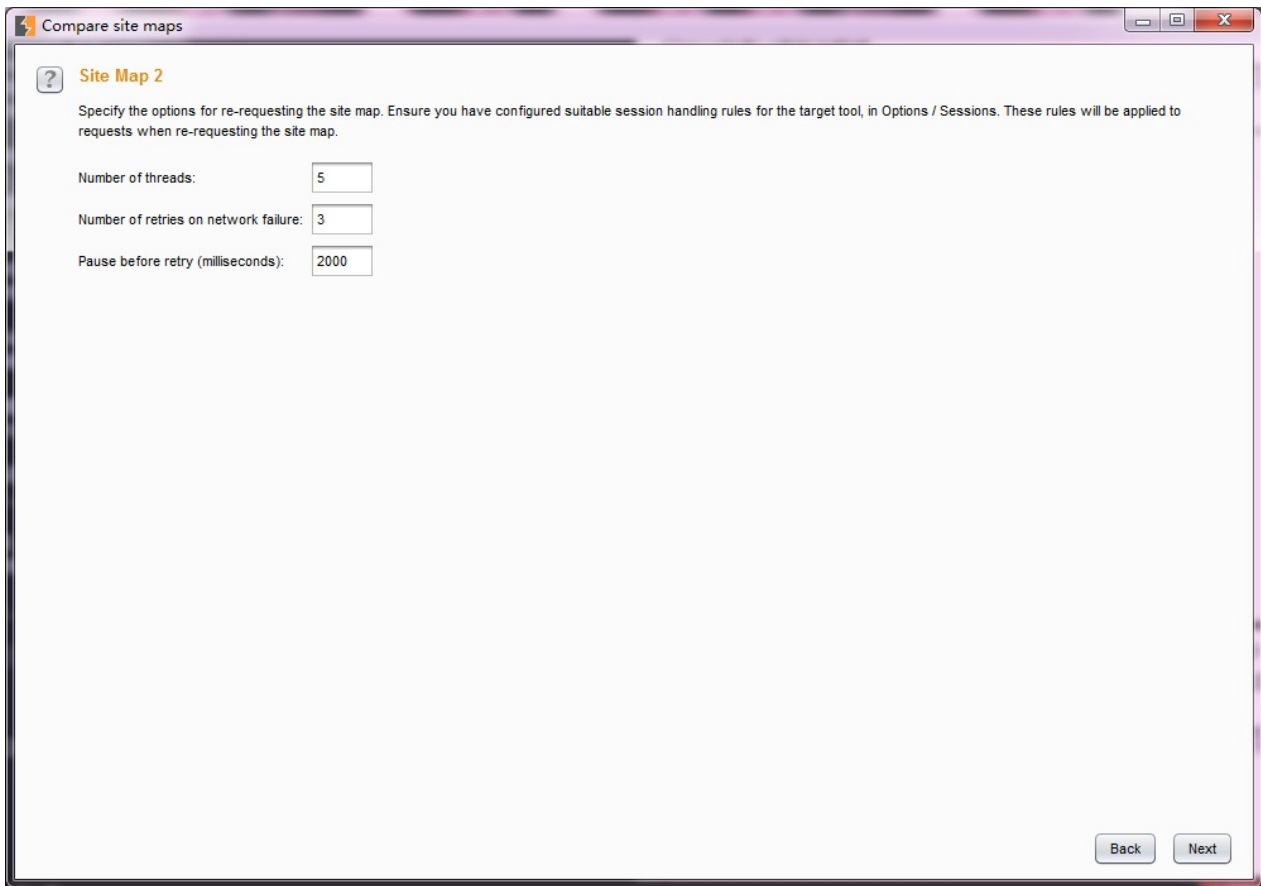 Compare site maps
?
Site Map 2
Specify the options for re-requesting the site map. Ensure you have configured suitable session handling rules for the target tool, in Options / Sessions. These rules will be applied to
requests when re-requesting the site map.
Number of threads: 5
Number of retries on network failure: 3
Pause before retry (milliseconds): 2000
Back Next